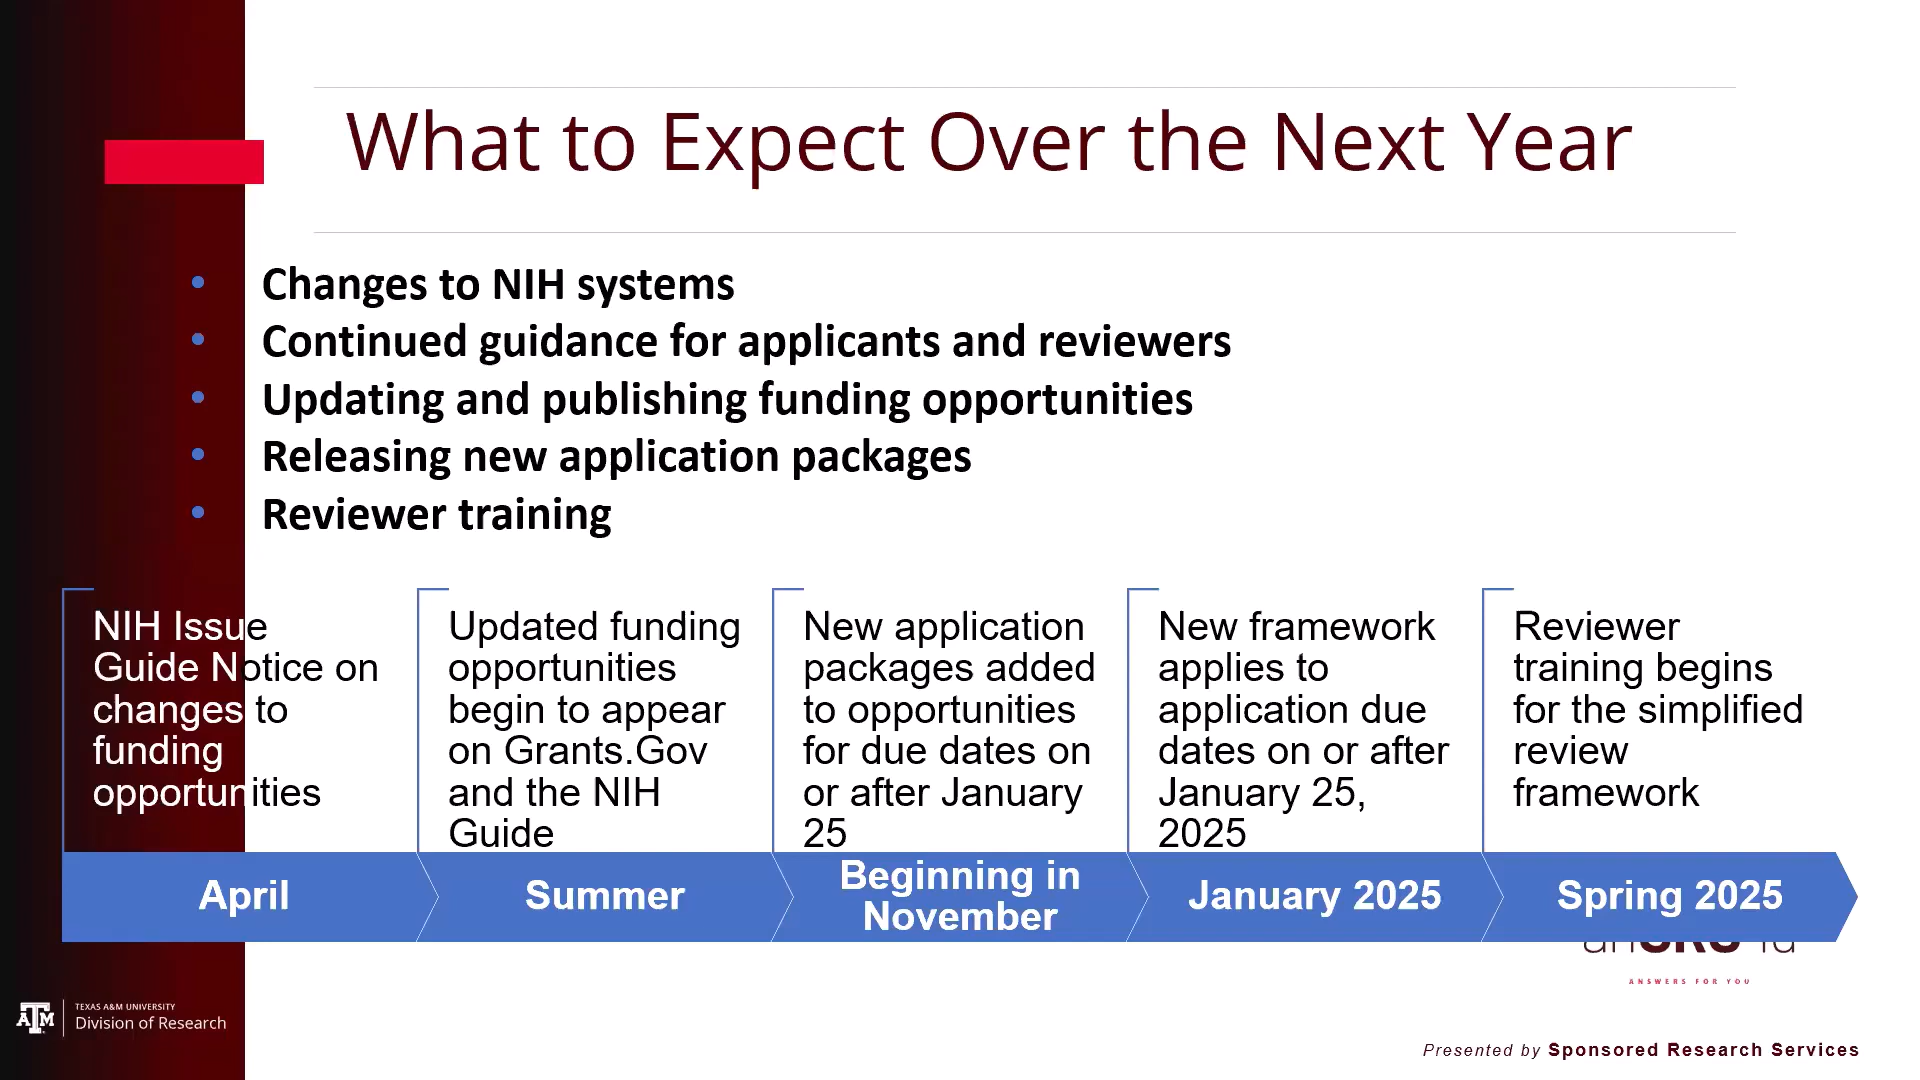 What to Expect Over the Next Year
• Changes to NIH systems
• Continued guidance for applicants and reviewers
• Updating and publishing funding opportunities
• Releasing new application packages
• Reviewer training
NIH Issue
Guide Notice on
changes to
funding
opportunities
April
Updated funding
opportunities
begin to appear
on Grants.Gov
and the NIH
Guide
Summer
New application
packages added
to opportunities
for due dates on
or after January
25
Beginning in
November
New framework
applies to
application due
dates on or after
January 25,
2025
January 2025
Reviewer
training begins
for the simplified
review
framework
Spring 2025
ANSWERS FOR YOU
ATM
TEXAS A&M UNIVERSITY
Division of Research
Presented by Sponsored Research Services